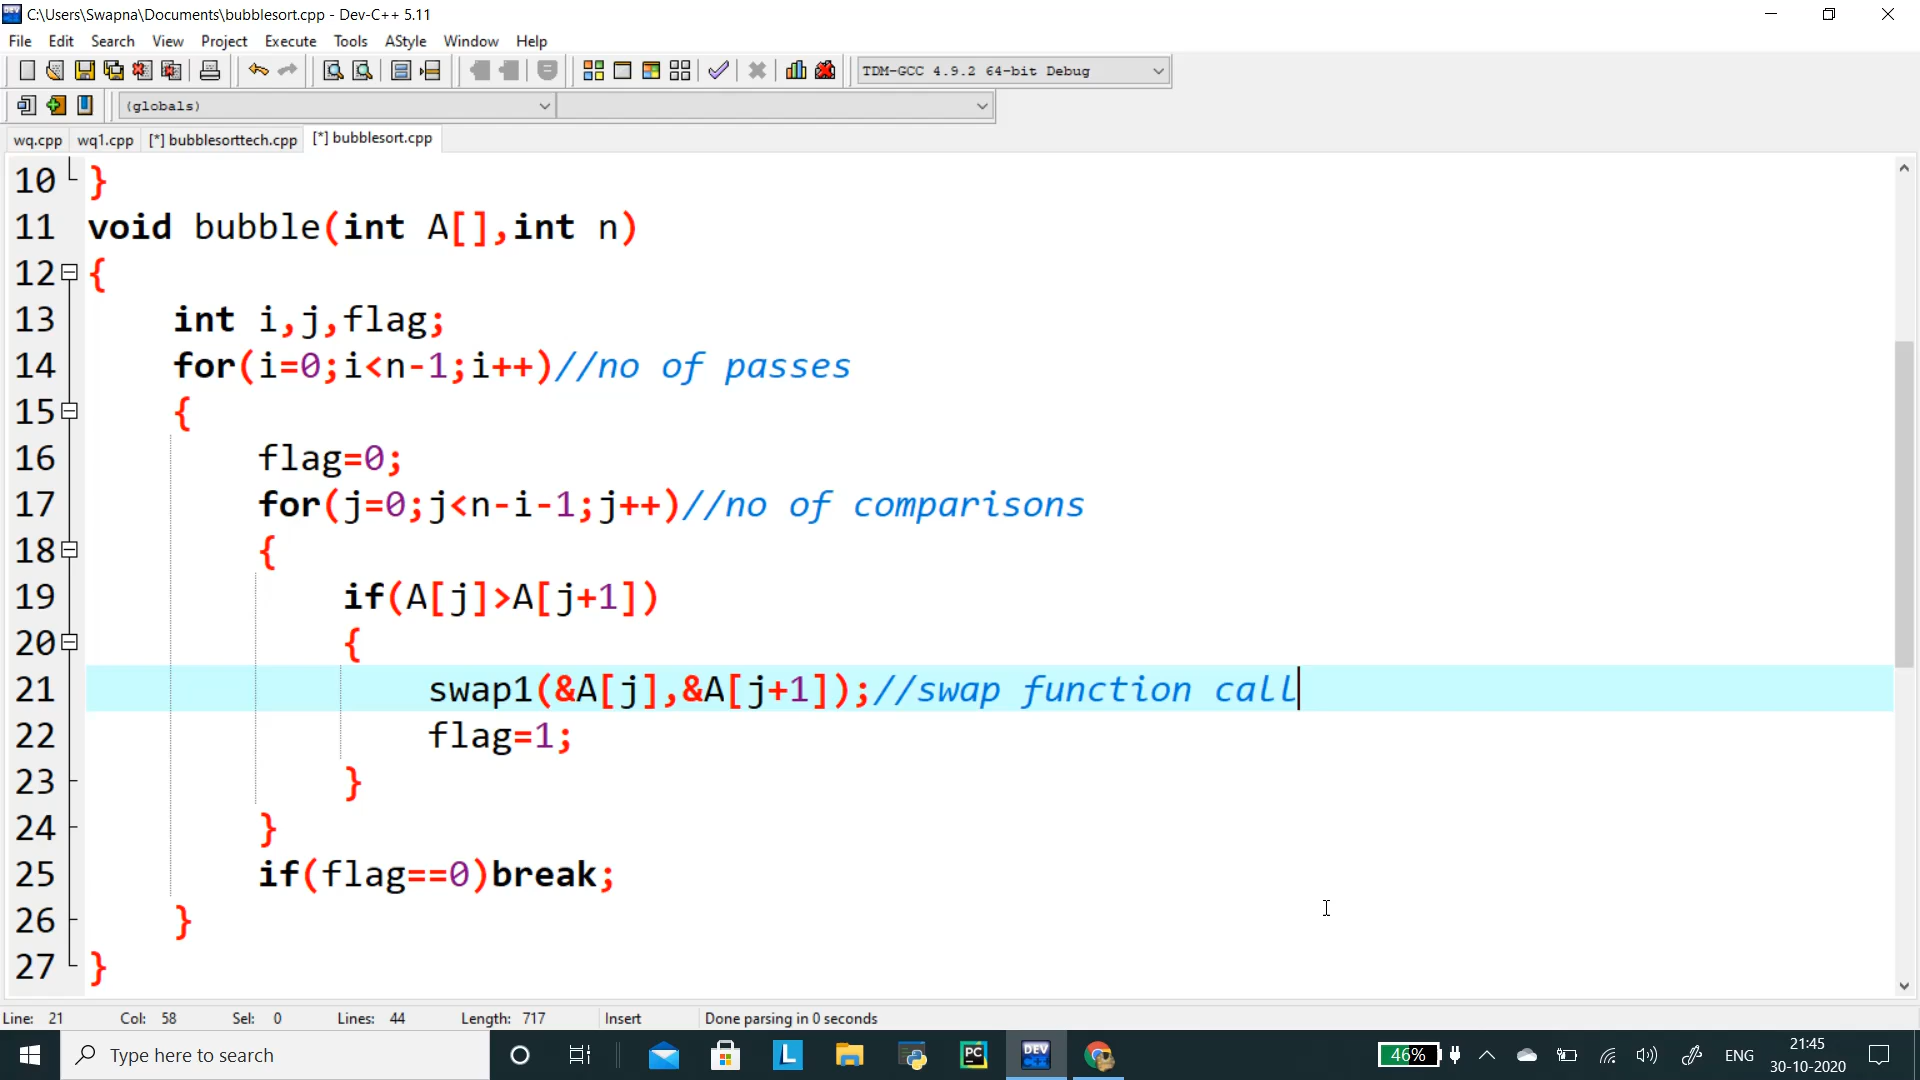 C:\Users\Swapna\Documents\bubblesort.cpp - Dev-C++ 5.11
File Edit Search View Project Execute Tools AStyle Window Help
TDM-GCC 4.9.2 64-bit Debug
(globals)
wq.cpp wq1.cpp [*] bubblesorttech.cpp [*] bubblesort.cpp
10 }
11 void bubble(int A[],int n)
12 {
13 int i,j,flag;
14 for(i=0;i<n-1;i++)//no of passes
15 {
16 flag=0;
17 for(j=0;j<n-i-1;j++)//no of comparisons
18 {
19 if(A[j]>A[j+1])
20 {
21 swap1(&A[j],&A[j+1]);//swap function call
22 flag=1;
23 }
24 }
25 if(flag==0)break;
26 }
27 }
Line: 21 Col: 58 Sel: 0 Lines: 44 Length: 717 Insert Done parsing in 0 seconds
Type here to search
L
PC
DEV
46%
ENG
21:45
30-10-2020